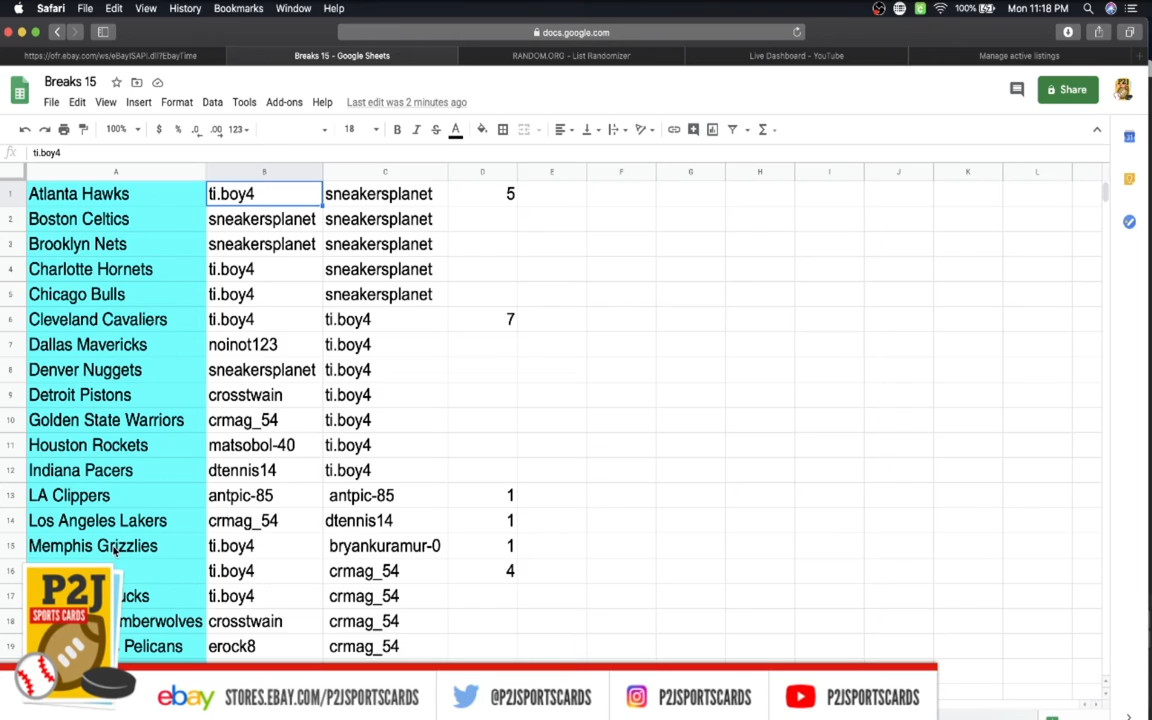 Safari File Edit View History Bookmarks Window Help 100% Mon 11:18 PM
docs.google.com
https://ofr.ebay.com/ws/eBayISAPI.dll?EbayTime Breaks 15 - Google Sheets RANDOM.ORG - List Randomizer Live Dashboard - YouTube Manage active listings
Breaks 15
File Edit View Insert Format Data Tools Add-ons Help Last edit was 2 minutes ago
Share
100% $ % .0 .00 123 18 B I S A
fx ti.boy4
A B C D E F G H I J K L
1 Atlanta Hawks ti.boy4 sneakersplanet 5
2 Boston Celtics sneakersplanet sneakersplanet
3 Brooklyn Nets sneakersplanet sneakersplanet
4 Charlotte Hornets ti.boy4 sneakersplanet
5 Chicago Bulls ti.boy4 sneakersplanet
6 Cleveland Cavaliers ti.boy4 ti.boy4 7
7 Dallas Mavericks noinot123 ti.boy4
8 Denver Nuggets sneakersplanet ti.boy4
9 Detroit Pistons crosstwain ti.boy4
10 Golden State Warriors crmag_54 ti.boy4
11 Houston Rockets matsobol-40 ti.boy4
12 Indiana Pacers dtennis14 ti.boy4
13 LA Clippers antpic-85 antpic-85 1
14 Los Angeles Lakers crmag_54 dtennis14 1
15 Memphis Grizzlies ti.boy4 bryankuramur-0 1
16 ti.boy4 crmag_54 4
17 ucks ti.boy4 crmag_54
18 mberwolves crosstwain crmag_54
19 Pelicans erock8 crmag_54
P2J
SPORTS CARDS
ebay STORES.EBAY.COM/P2JSPORTSCARDS @P2JSPORTSCARDS P2JSPORTSCARDS P2JSPORTSCARDS